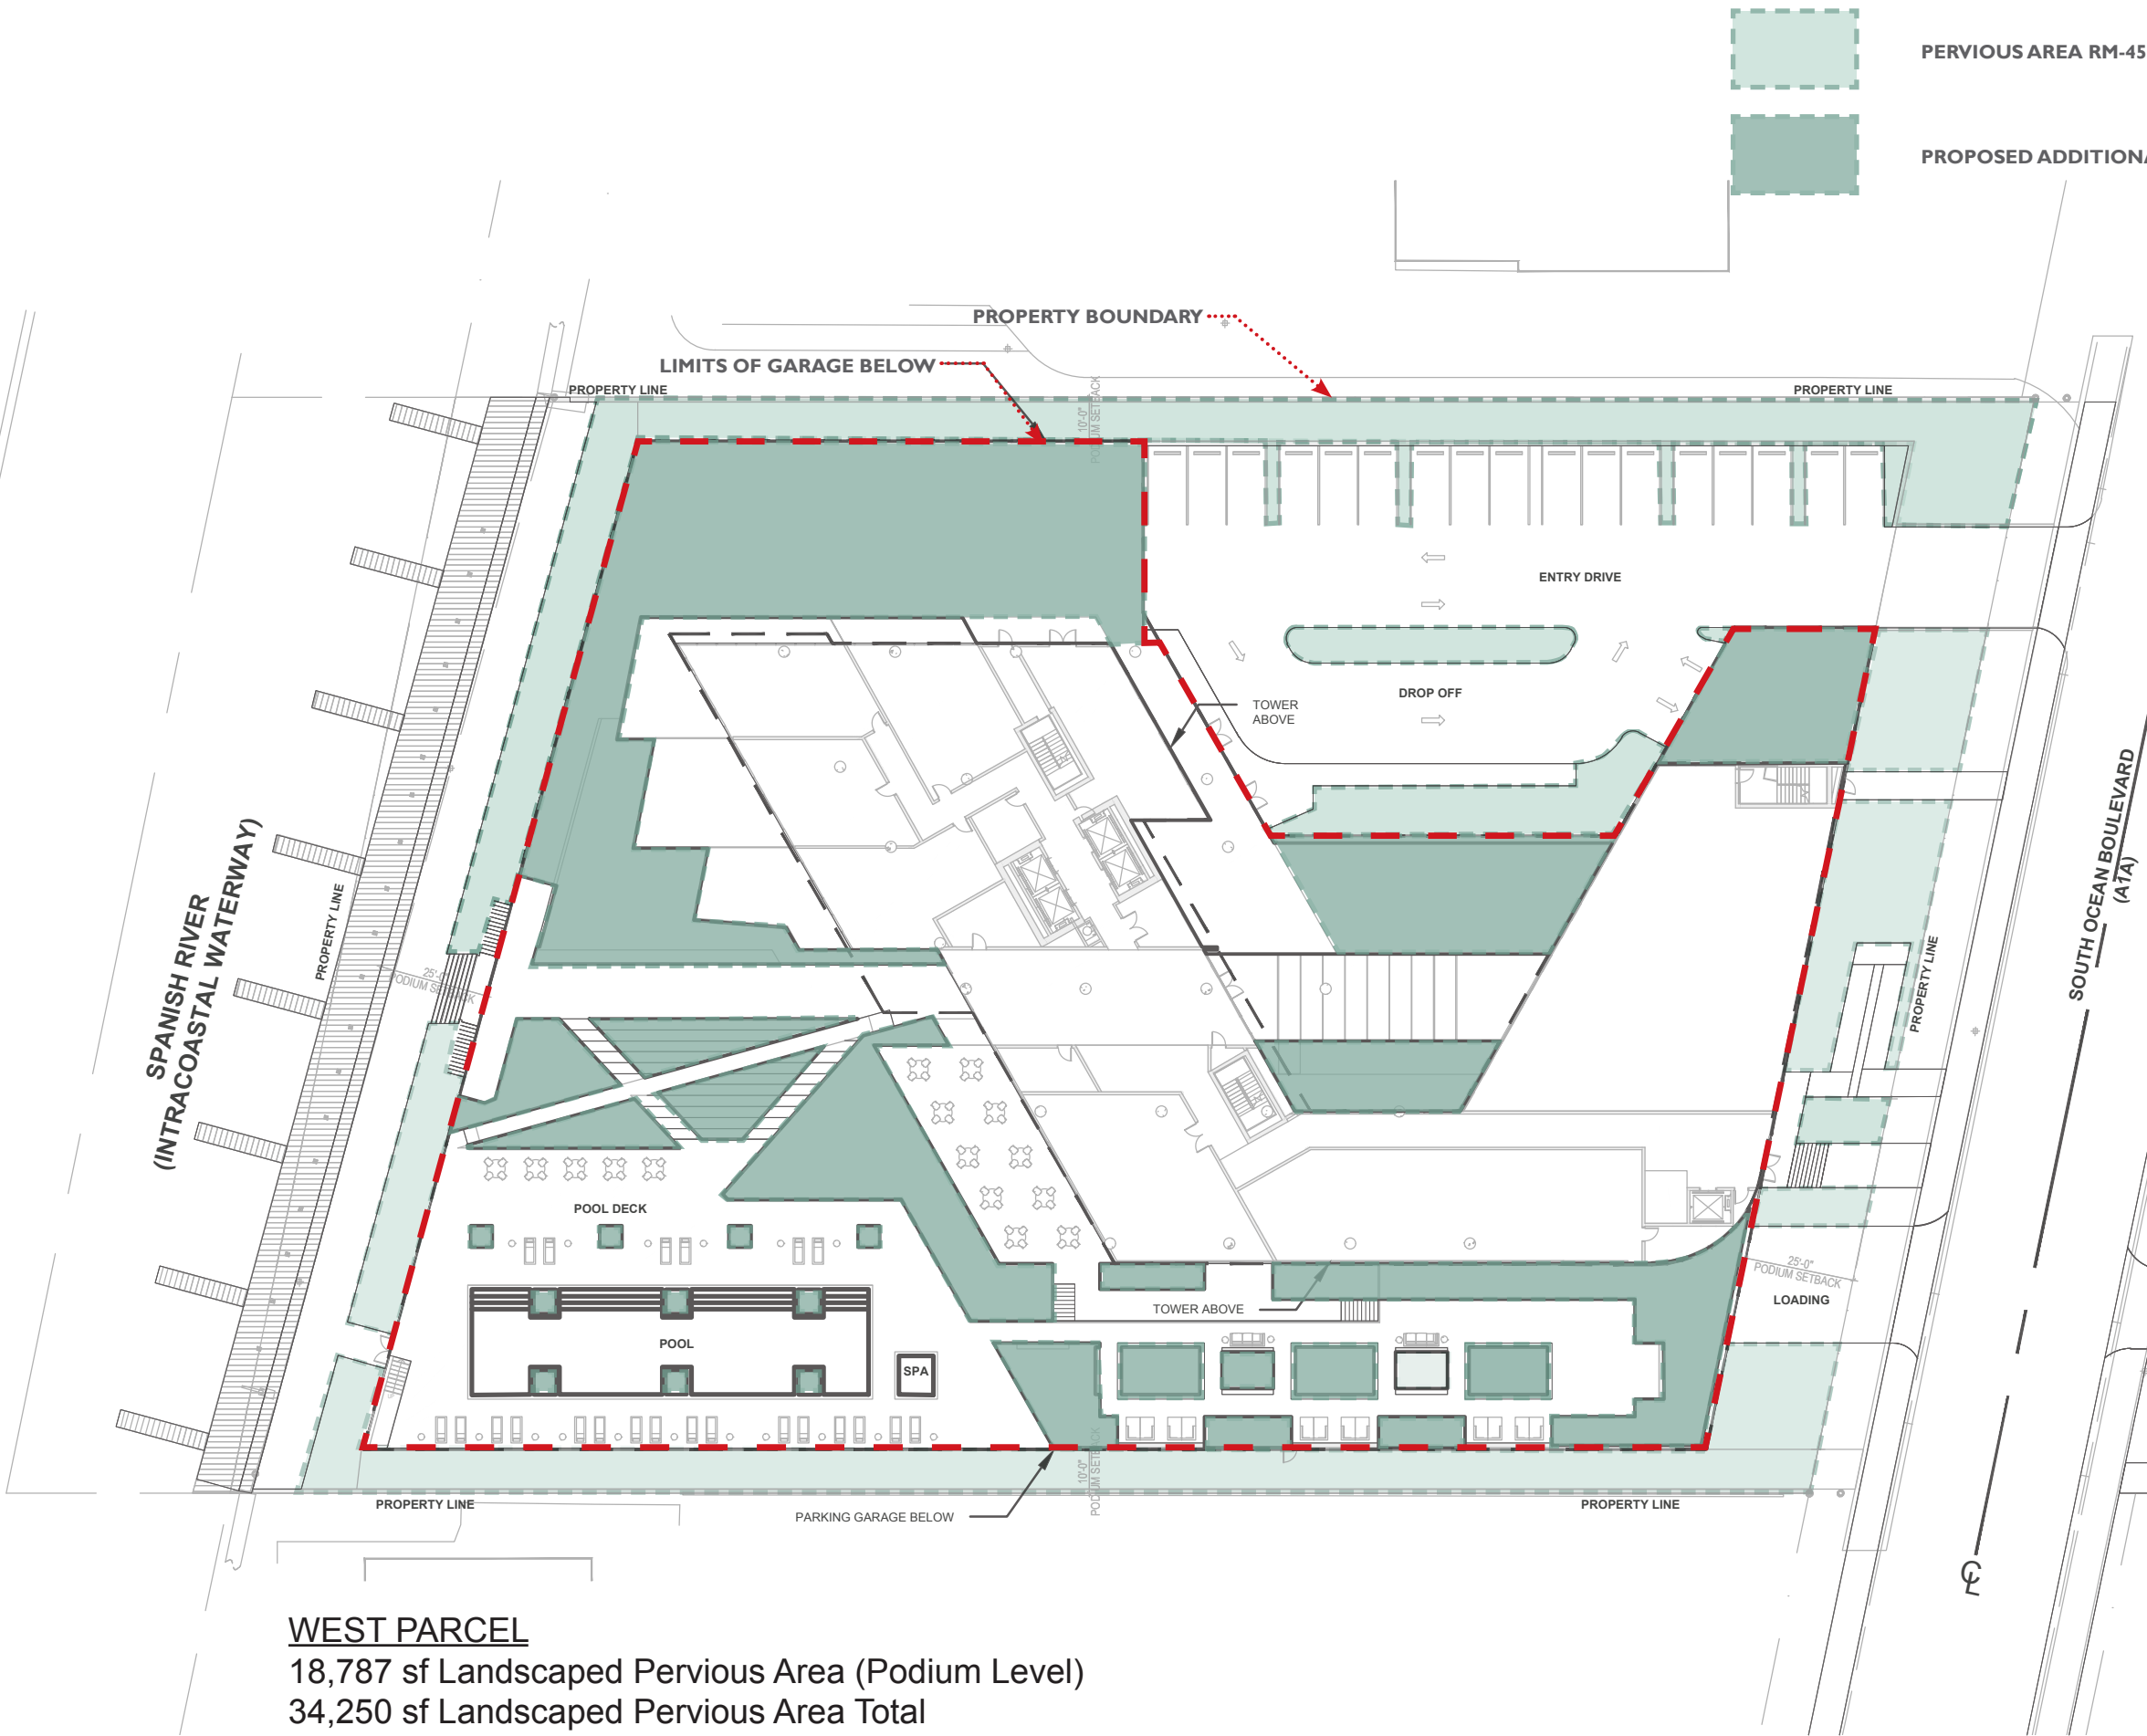 PERVIOUS AREA RM-45
PROPOSED ADDITIONA
PROPERTY BOUNDARY
LIMITS OF GARAGE BELOW
PROPERTY LINE
PROPERTY LINE
10'-0"
PODIUM SETBACK
ENTRY DRIVE
DROP OFF
TOWER
ABOVE
SPANISH RIVER
(INTRACOASTAL WATERWAY)
PROPERTY LINE
25'-0"
PODIUM SETBACK
SOUTH OCEAN BOULEVARD
(A1A)
PROPERTY LINE
POOL DECK
POOL
SPA
TOWER ABOVE
25'-0"
PODIUM SETBACK
LOADING
10'-0"
PODIUM SETBACK
PROPERTY LINE
PARKING GARAGE BELOW
PROPERTY LINE
WEST PARCEL
18,787 sf Landscaped Pervious Area (Podium Level)
34,250 sf Landscaped Pervious Area Total